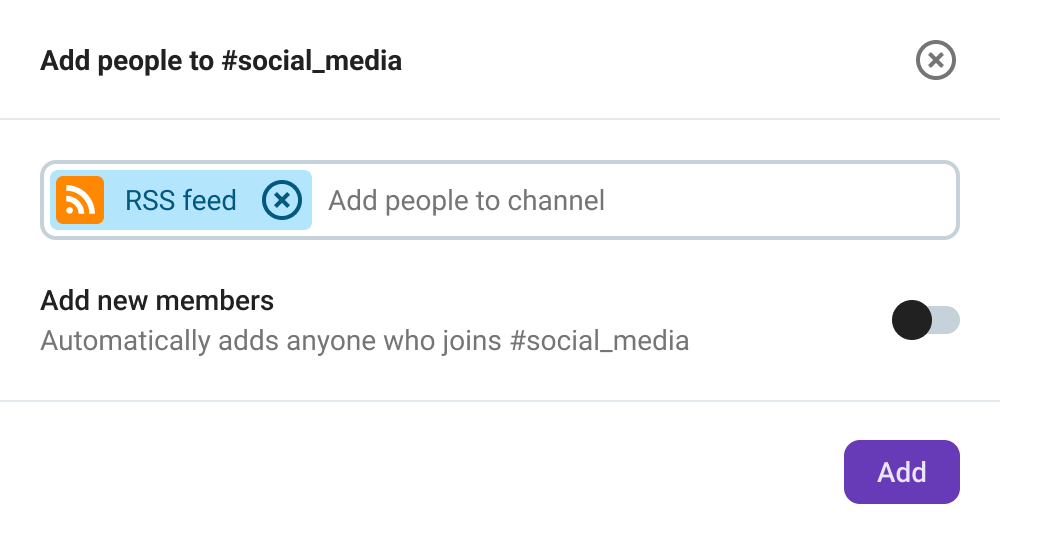 Add people to #social_media
RSS feed Add people to channel
Add new members
Automatically adds anyone who joins #social_media
Add